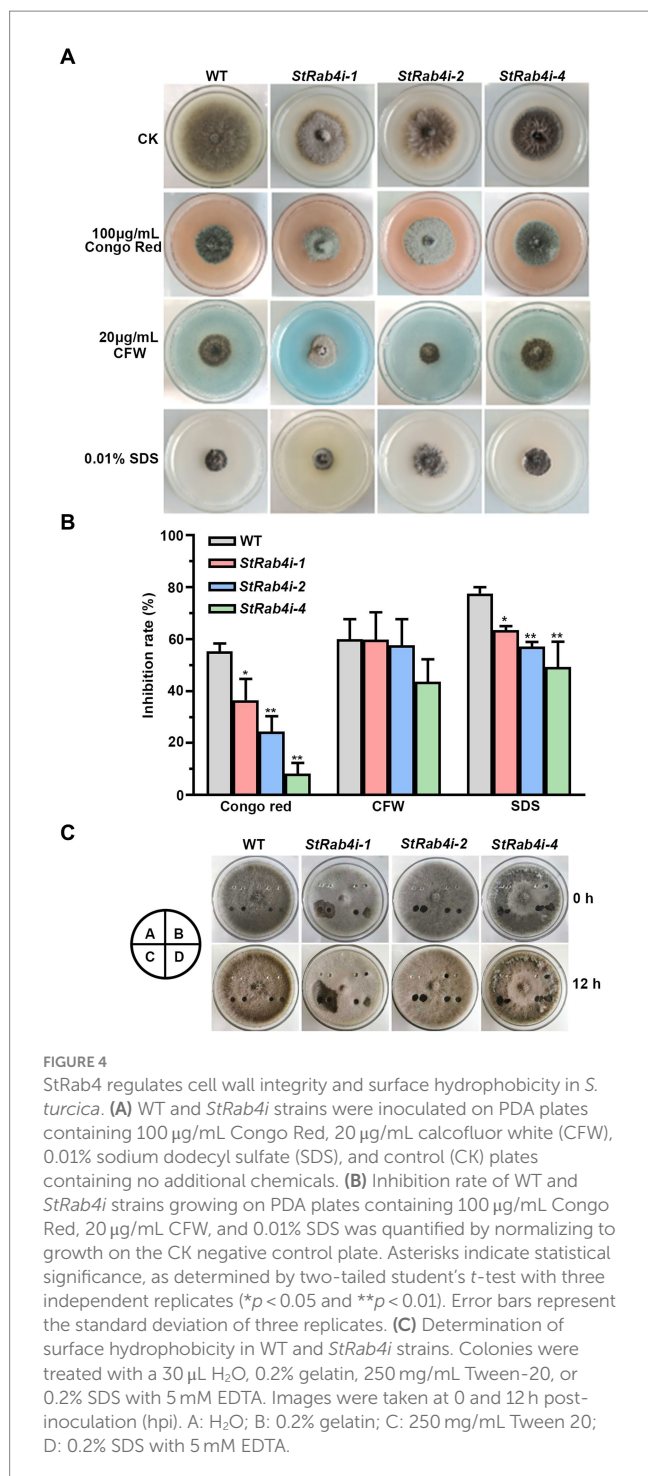 A
WT StRab4i-1 StRab4i-2 StRab4i-4
CK
100µg/mL
Congo Red
20µg/mL
CFW
0.01% SDS
B
100
80
60
40
20
0
Inhibition rate (%)
WT
StRab4i-1
StRab4i-2
StRab4i-4
* ** **
* ** **
Congo red CFW SDS
C
WT StRab4i-1 StRab4i-2 StRab4i-4
A B
C D
0 h
12 h
FIGURE 4
StRab4 regulates cell wall integrity and surface hydrophobicity in S.
turcica. (A) WT and StRab4i strains were inoculated on PDA plates
containing 100 μg/mL Congo Red, 20 μg/mL calcofluor white (CFW),
0.01% sodium dodecyl sulfate (SDS), and control (CK) plates
containing no additional chemicals. (B) Inhibition rate of WT and
StRab4i strains growing on PDA plates containing 100 μg/mL Congo
Red, 20 μg/mL CFW, and 0.01% SDS was quantified by normalizing to
growth on the CK negative control plate. Asterisks indicate statistical
significance, as determined by two-tailed student's t-test with three
independent replicates (*p < 0.05 and **p < 0.01). Error bars represent
the standard deviation of three replicates. (C) Determination of
surface hydrophobicity in WT and StRab4i strains. Colonies were
treated with a 30 μL H₂O, 0.2% gelatin, 250 mg/mL Tween-20, or
0.2% SDS with 5 mM EDTA. Images were taken at 0 and 12 h post-
inoculation (hpi). A: H₂O; B: 0.2% gelatin; C: 250 mg/mL Tween 20;
D: 0.2% SDS with 5 mM EDTA.